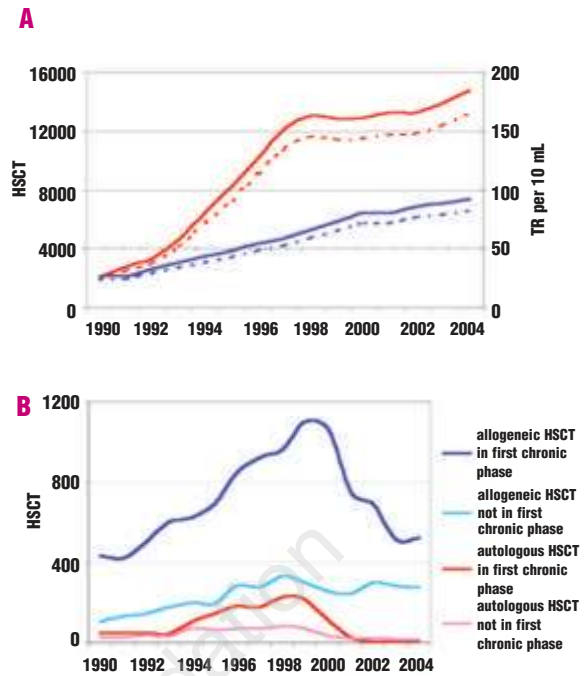 A
16000
12000
8000
4000
0
HSCT
200
150
100
50
0
TR per 10 mL
1990 1992 1994 1996 1998 2000 2002 2004
B
1200
800
400
0
HSCT
1990 1992 1994 1996 1998 2000 2002 2004
allogeneic HSCT
in first chronic
phase
allogeneic HSCT
not in first
chronic phase
autologous HSCT
in first chronic
phase
autologous HSCT
not in first
chronic phase